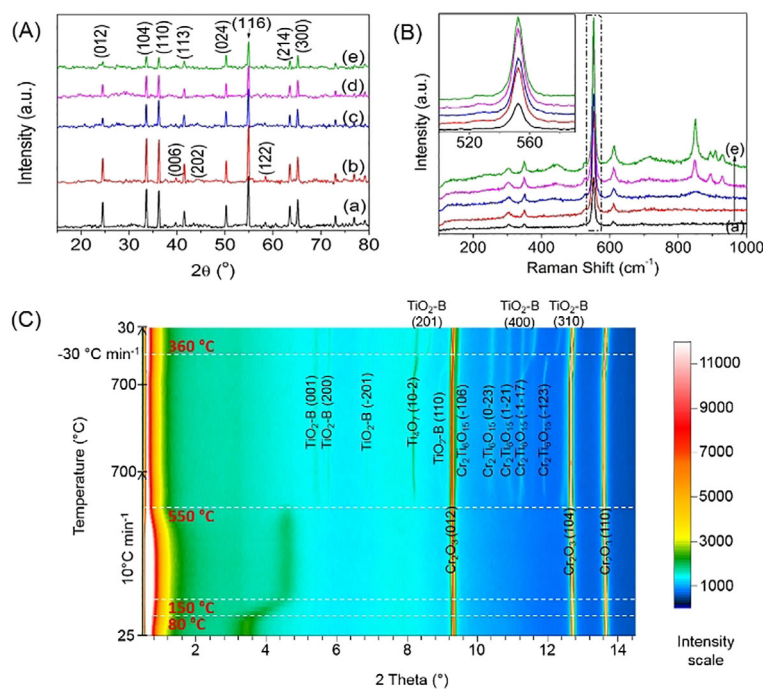 (A)
(012)
(104)
(110)
(113)
(024)
(116)
(214)
(300)
(e)
(d)
(c)
(b)
(a)
(006)
(202)
(122)
Intensity (a.u.)
20 30 40 50 60 70 80
2θ (°)
(B)
520 560
(e)
(a)
Intensity (a.u.)
200 400 600 800 1000
Raman Shift (cm⁻¹)
(C)
TiO₂-B
(201)
TiO₂-B
(400)
TiO₂-B
(310)
30
-30 °C min⁻¹
700
700
10°C min⁻¹
25
Temperature (°C)
360 °C
550 °C
150 °C
80 °C
TiO₂-B (001)
TiO₂-B (200)
TiO₂-B (-201)
Ti₄O₇ (10-2)
TiO₂-B (110)
Cr₂Ti₆O₁₅ (-106)
Cr₂Ti₆O₁₅ (0-23)
Cr₂Ti₆O₁₅ (1-21)
Cr₂Ti₆O₁₅ (-1-17)
Cr₂Ti₆O₁₅ (-123)
Cr₂O₃ (012)
Cr₂O₃ (104)
Cr₂O₃ (110)
2 4 6 8 10 12 14
2 Theta (°)
11000
9000
7000
5000
4000
3000
2000
1000
Intensity
scale